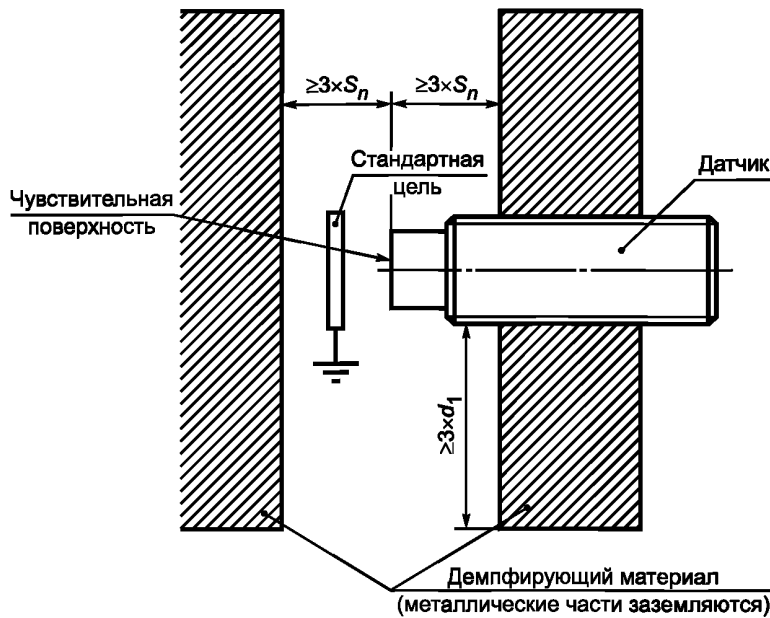 ≥3×Sn ≥3×Sn
Стандартная
цель
Датчик
Чувствительная
поверхность
≥3×d1
Демпфирующий материал
(металлические части заземляются)